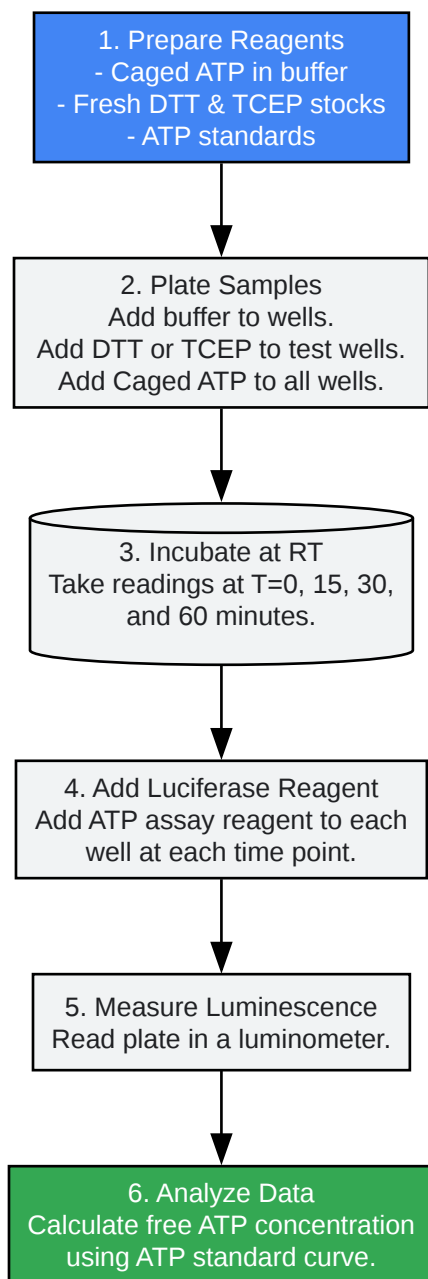 1. Prepare Reagents
- Caged ATP in buffer
- Fresh DTT & TCEP stocks
- ATP standards
2. Plate Samples
Add buffer to wells.
Add DTT or TCEP to test wells.
Add Caged ATP to all wells.
3. Incubate at RT
Take readings at T=0, 15, 30,
and 60 minutes.
4. Add Luciferase Reagent
Add ATP assay reagent to each
well at each time point.
5. Measure Luminescence
Read plate in a luminometer.
6. Analyze Data
Calculate free ATP concentration
using ATP standard curve.